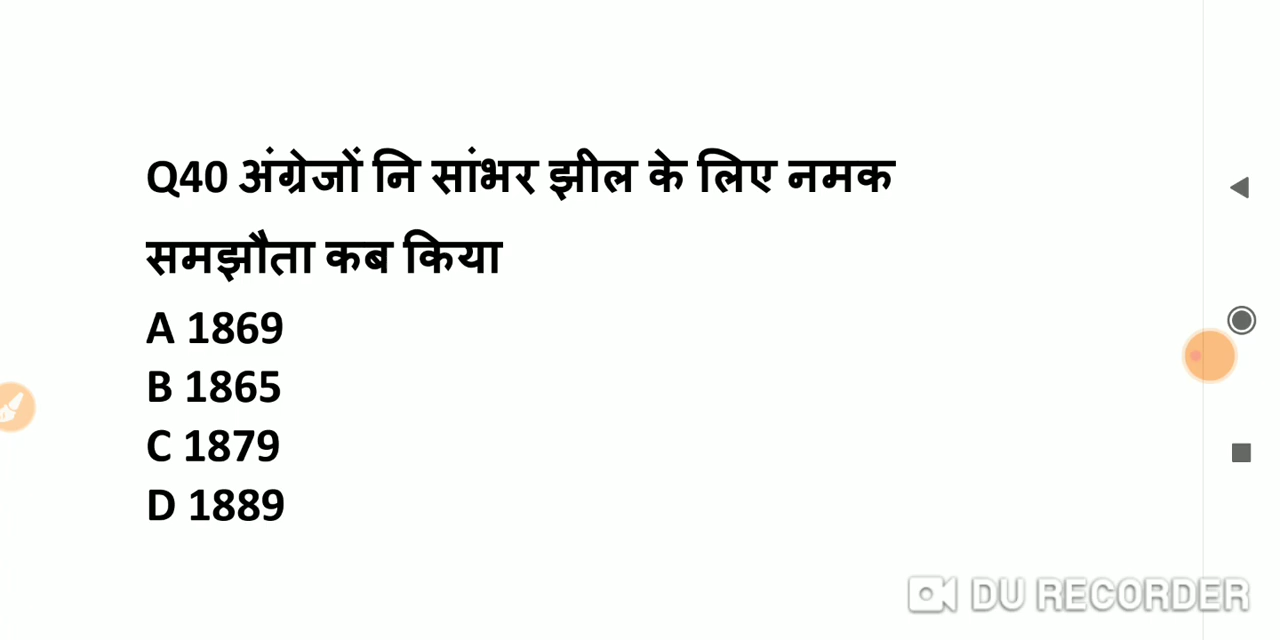 Q40 अंग्रेजों नि सांभर झील के लिए नमक
समझौता कब किया
A 1869
B 1865
C 1879
D 1889
DU RECORDER